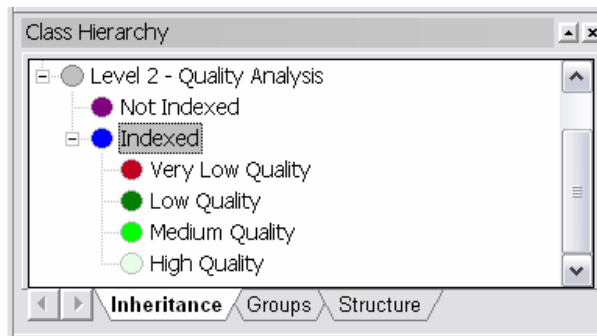 Class Hierarchy
Level 2 - Quality Analysis
Not Indexed
Indexed
Very Low Quality
Low Quality
Medium Quality
High Quality
Inheritance Groups Structure